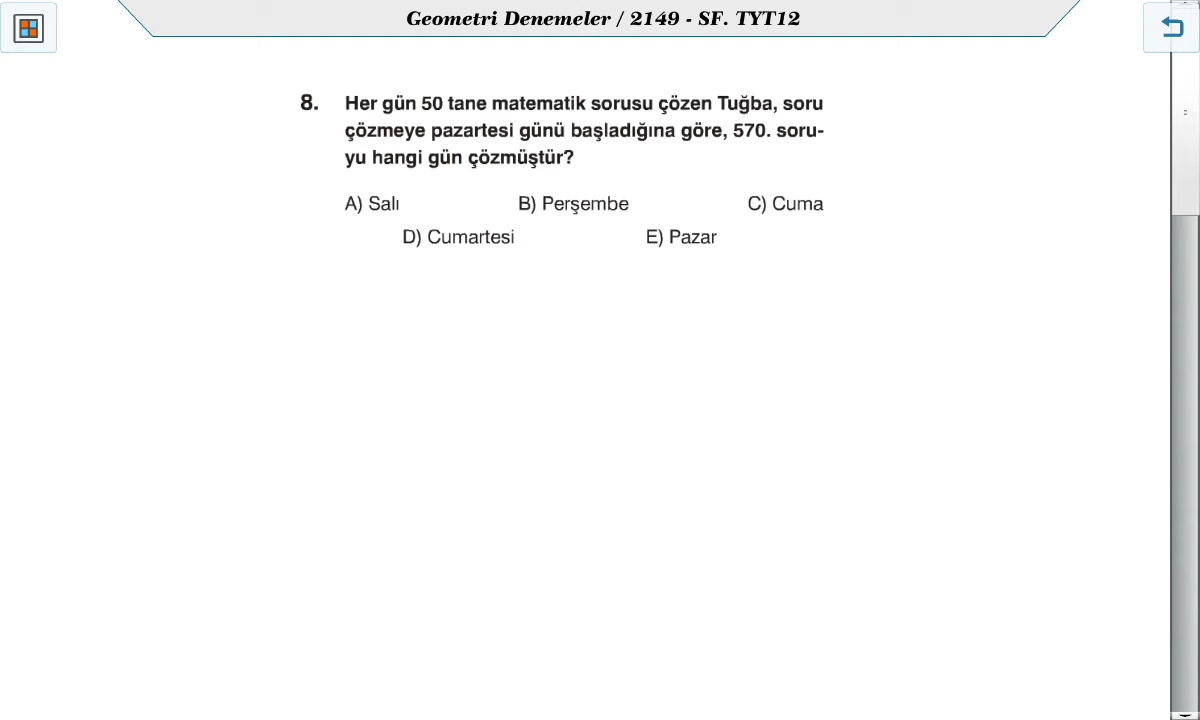 Geometri Denemeler / 2149 - SF. TYT12
8. Her gün 50 tane matematik sorusu çözen Tuğba, soru
çözmeye pazartesi günü başladığına göre, 570. soru-
yu hangi gün çözmüştür?
A) Salı B) Perşembe C) Cuma
D) Cumartesi E) Pazar